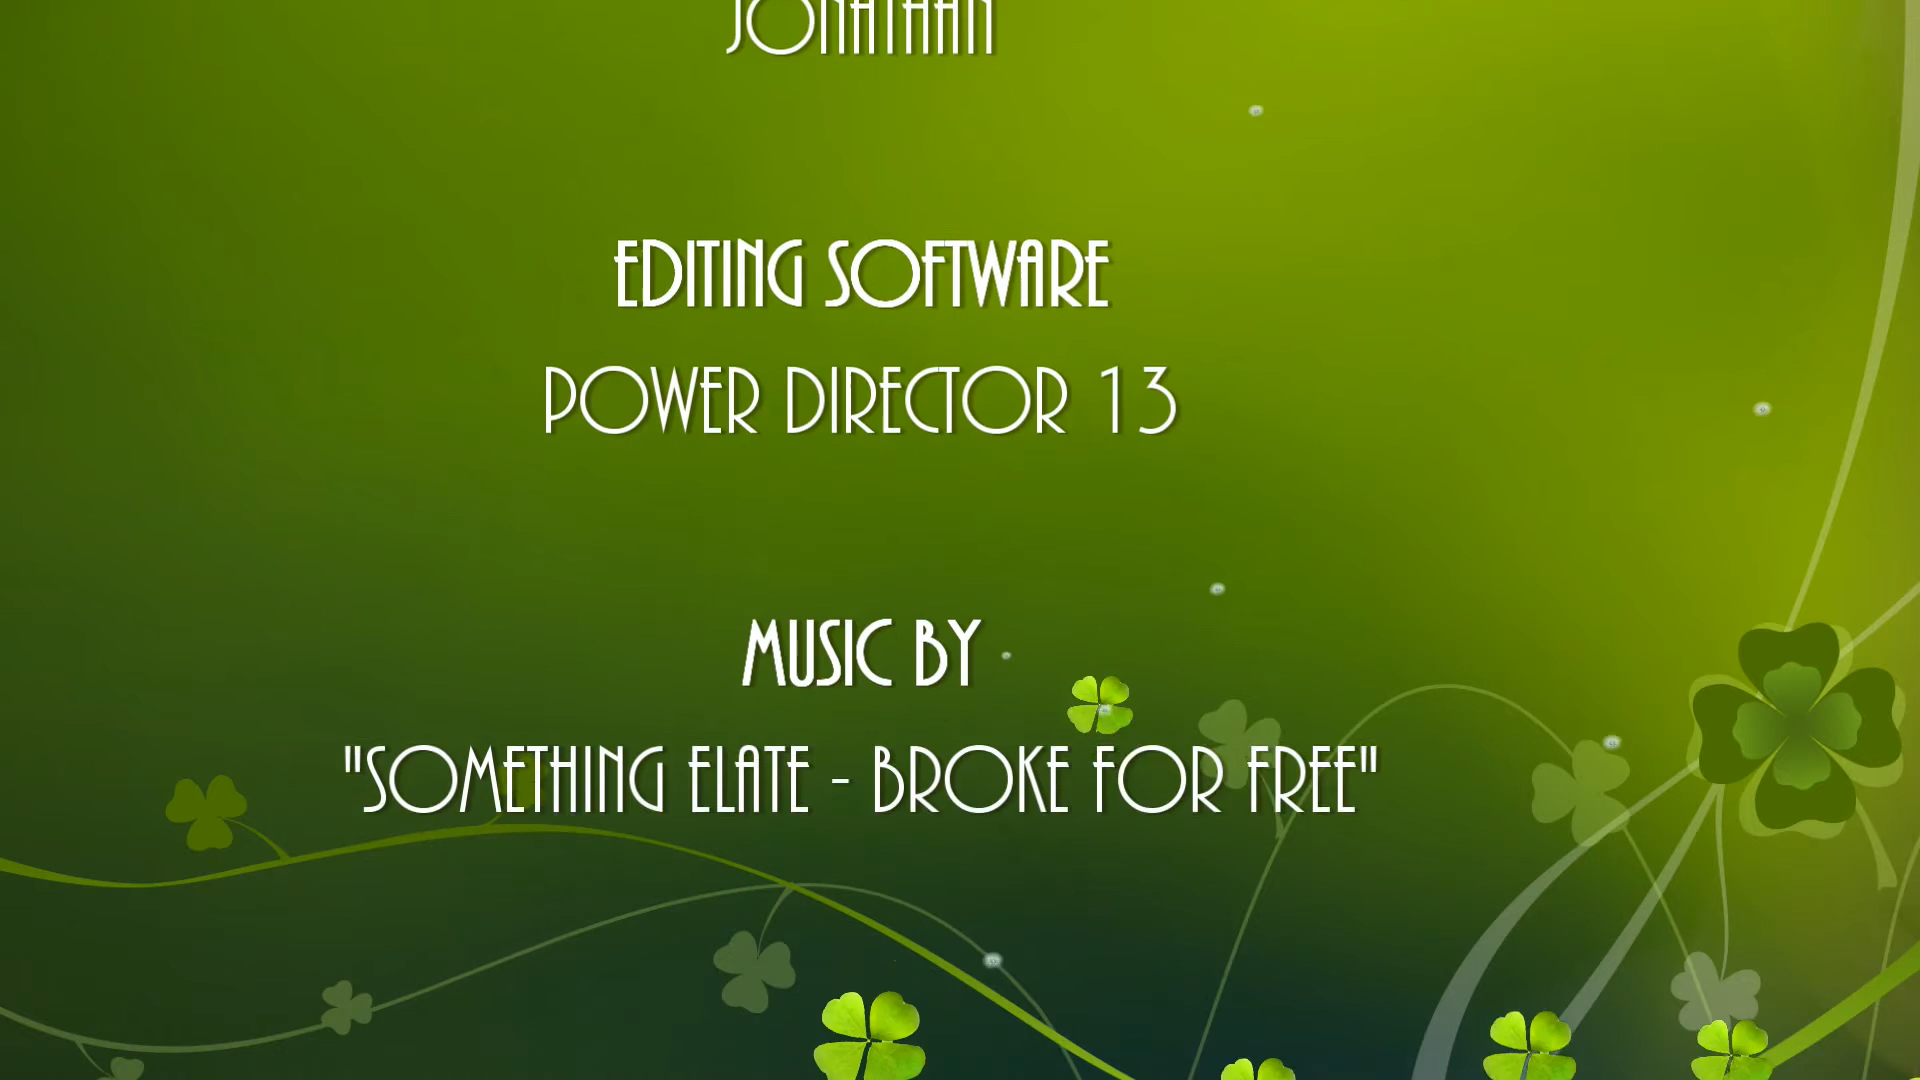 JONATHAN
EDITING SOFTWARE
POWER DIRECTOR 13
MUSIC BY
"SOMETHING ELATE - BROKE FOR FREE"